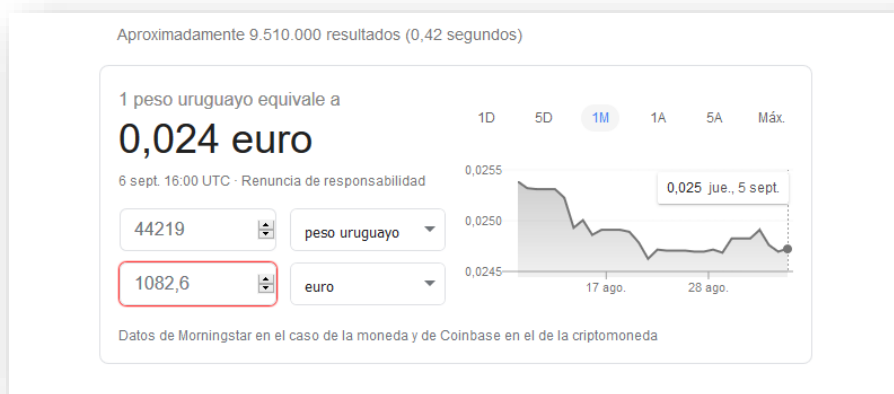 Aproximadamente 9.510.000 resultados (0,42 segundos)
1 peso uruguayo equivale a
0,024 euro
6 sept. 16:00 UTC · Renuncia de responsabilidad
44219
peso uruguayo
1082,6
euro
1D 5D 1M 1A 5A Máx.
0,0255
0,025 jue., 5 sept.
0,0250
0,0245
17 ago. 28 ago.
Datos de Morningstar en el caso de la moneda y de Coinbase en el de la criptomoneda